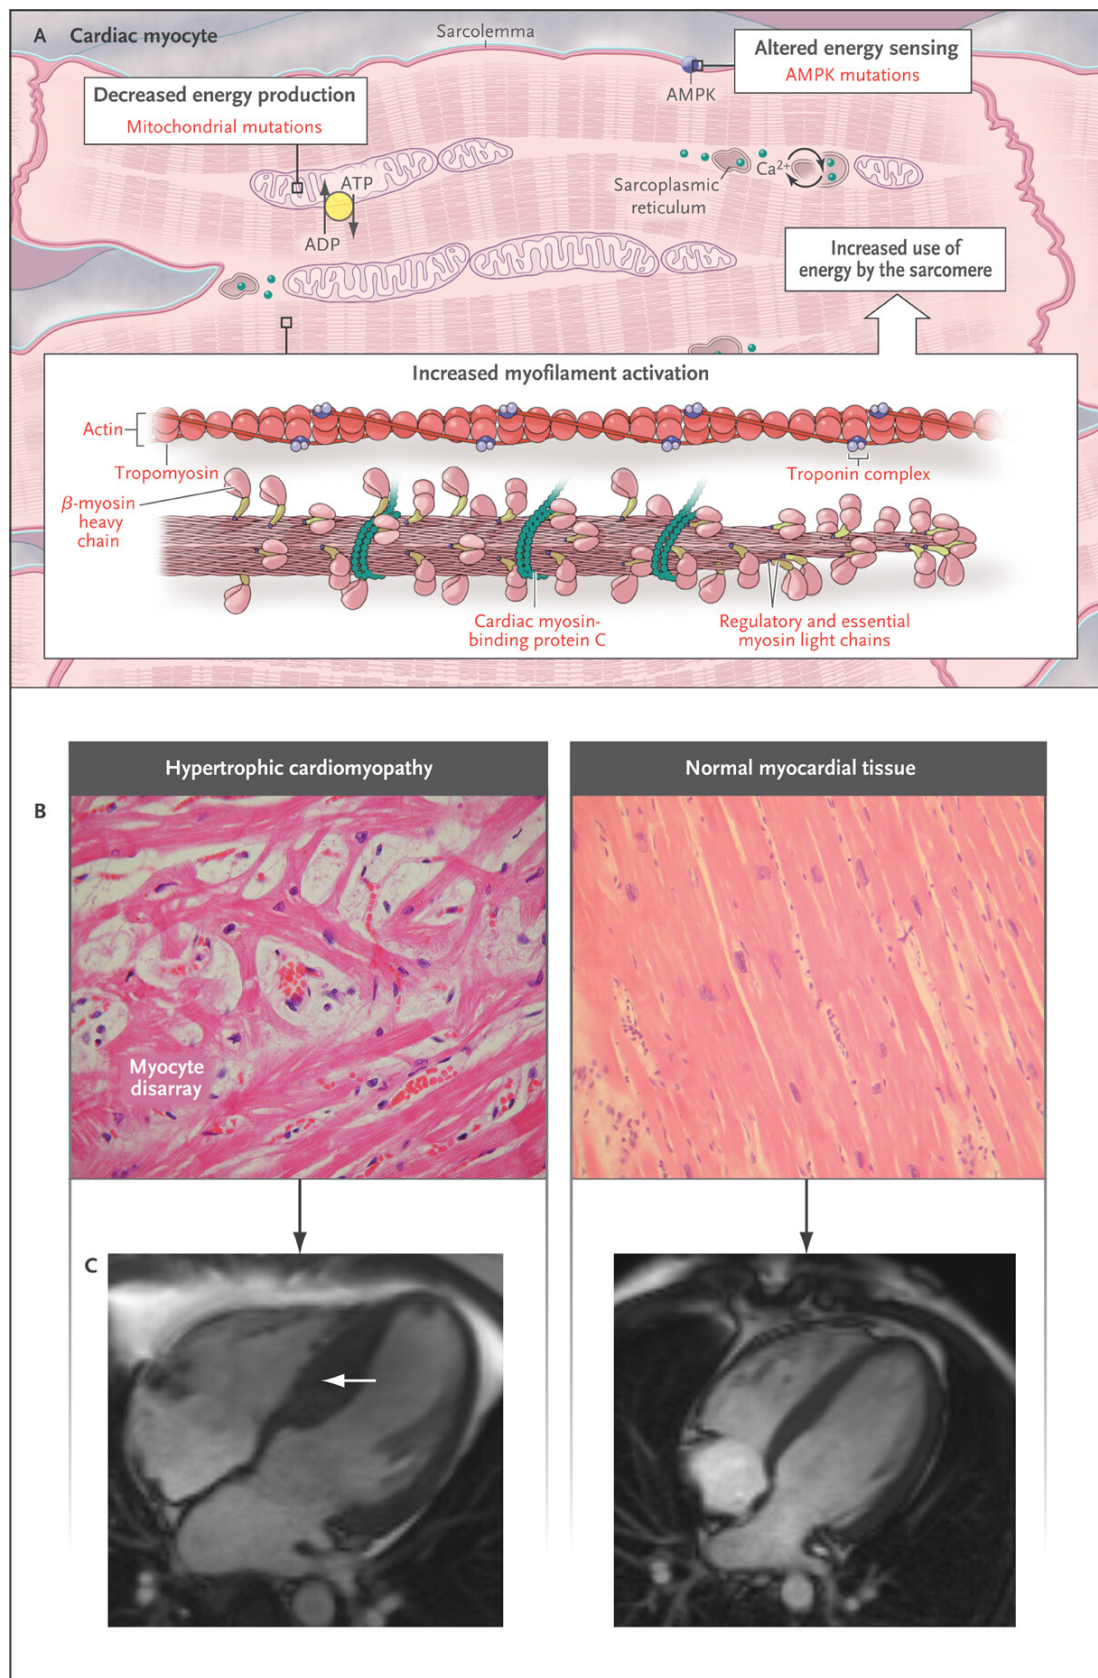 A Cardiac myocyte
Sarcolemma
Altered energy sensing
AMPK mutations
AMPK
Decreased energy production
Mitochondrial mutations
ATP
ADP
Ca2+
Sarcoplasmic
reticulum
Increased use of
energy by the sarcomere
Increased myofilament activation
Actin
Tropomyosin
Troponin complex
β-myosin
heavy
chain
Cardiac myosin-
binding protein C
Regulatory and essential
myosin light chains
Hypertrophic cardiomyopathy
Normal myocardial tissue
B
Myocyte
disarray
C